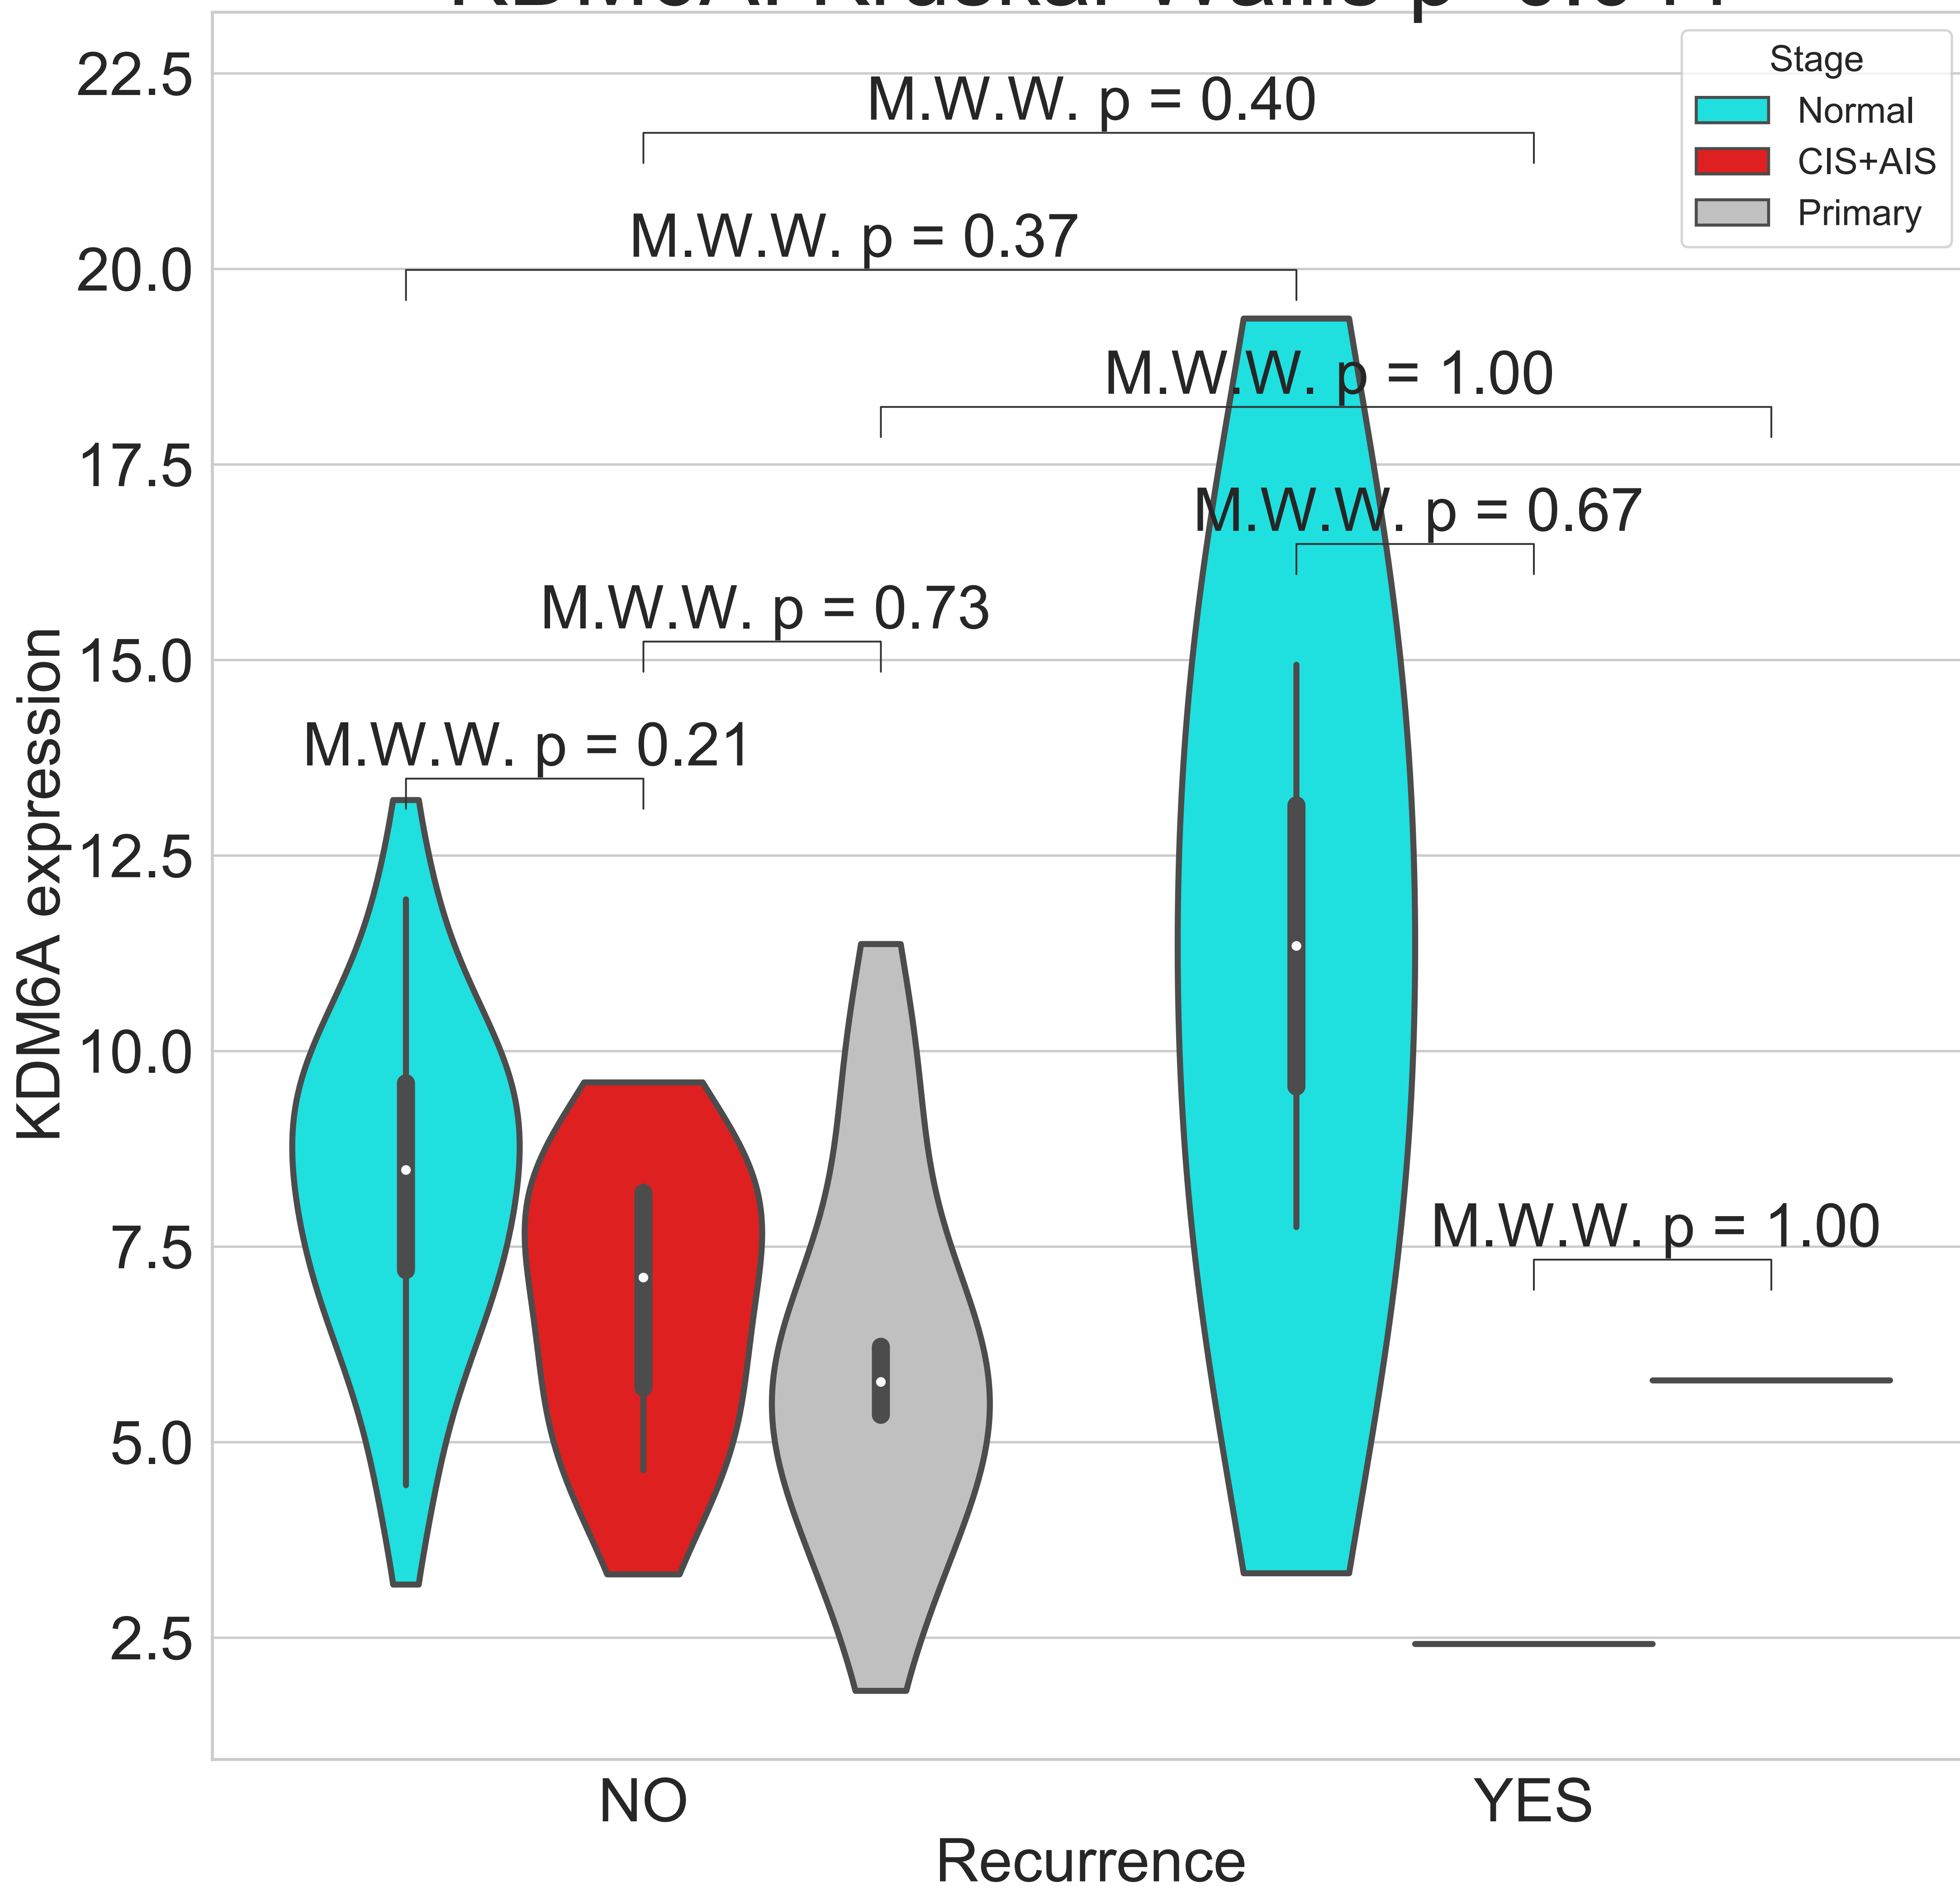 22.5
20.0
17.5
15.0
12.5
10.0
7.5
5.0
2.5
KDM6A expression
M.W.W. p = 0.40
M.W.W. p = 0.37
M.W.W. p = 1.00
M.W.W. p = 0.67
M.W.W. p = 0.73
M.W.W. p = 0.21
M.W.W. p = 1.00
Stage
Normal
CIS+AIS
Primary
NO
YES
Recurrence